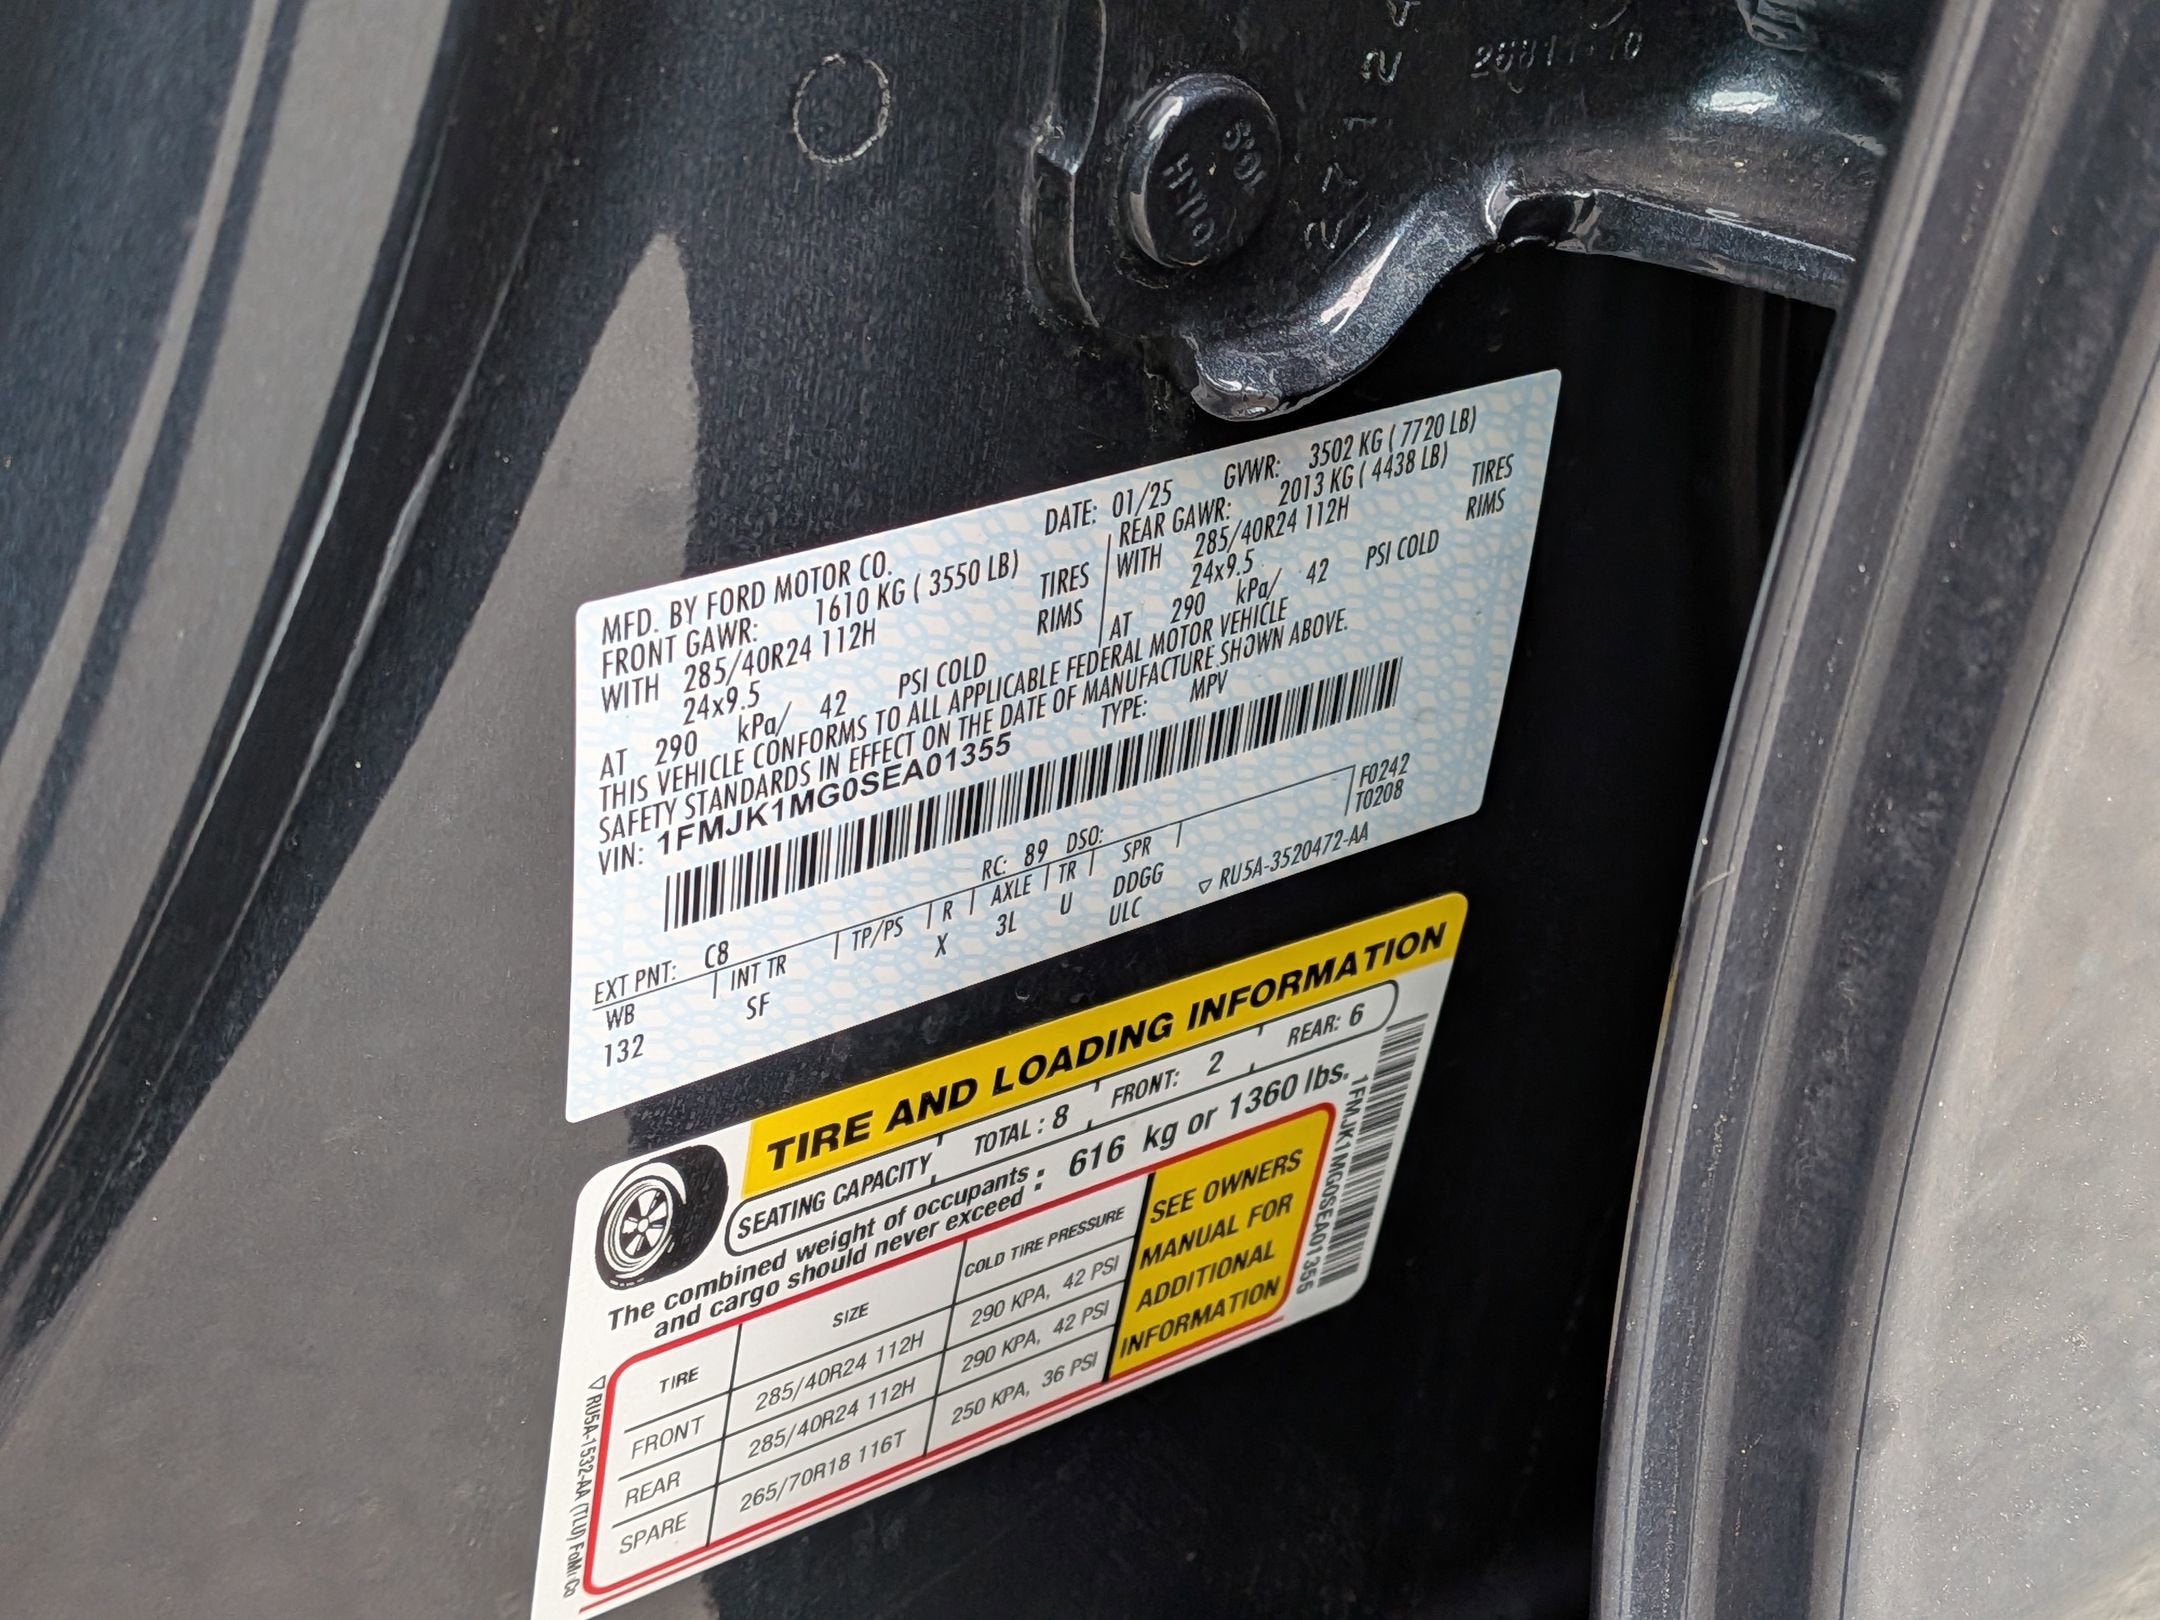 HYRO
MFD. BY FORD MOTOR CO. DATE: 01/25 GVWR: 3502 KG ( 7720 LB)
FRONT GAWR: 1610 KG ( 3550 LB) REAR GAWR: 2013 KG ( 4438 LB)
WITH 285/40R24 112H TIRES WITH 285/40R24 112H TIRES
24x9.5 RIMS 24x9.5 RIMS
AT 290 kPa/ 42 PSI COLD AT 290 kPa/ 42 PSI COLD
THIS VEHICLE CONFORMS TO ALL APPLICABLE FEDERAL MOTOR VEHICLE
SAFETY STANDARDS IN EFFECT ON THE DATE OF MANUFACTURE SHOWN ABOVE.
VIN: 1FMJK1MG0SEA01355 TYPE: MPV
F0242
T0208
EXT PNT: C8 RC: 89 DSO:
WB INT TR TP/PS R AXLE TR SPR
132 SF X 3L U DDGG
ULC ▽ RU5A-3520472-AA
TIRE AND LOADING INFORMATION
SEATING CAPACITY TOTAL : 8 FRONT: 2 REAR: 6
The combined weight of occupants
and cargo should never exceed : 616 kg or 1360 lbs.
TIRE SIZE COLD TIRE PRESSURE
FRONT 285/40R24 112H 290 KPA, 42 PSI
REAR 285/40R24 112H 290 KPA, 42 PSI
SPARE 265/70R18 116T 250 KPA, 36 PSI
SEE OWNERS
MANUAL FOR
ADDITIONAL
INFORMATION
1FMJK1MG0SEA01355
▽RU5A-1532-AA (TLU) FoMoCo